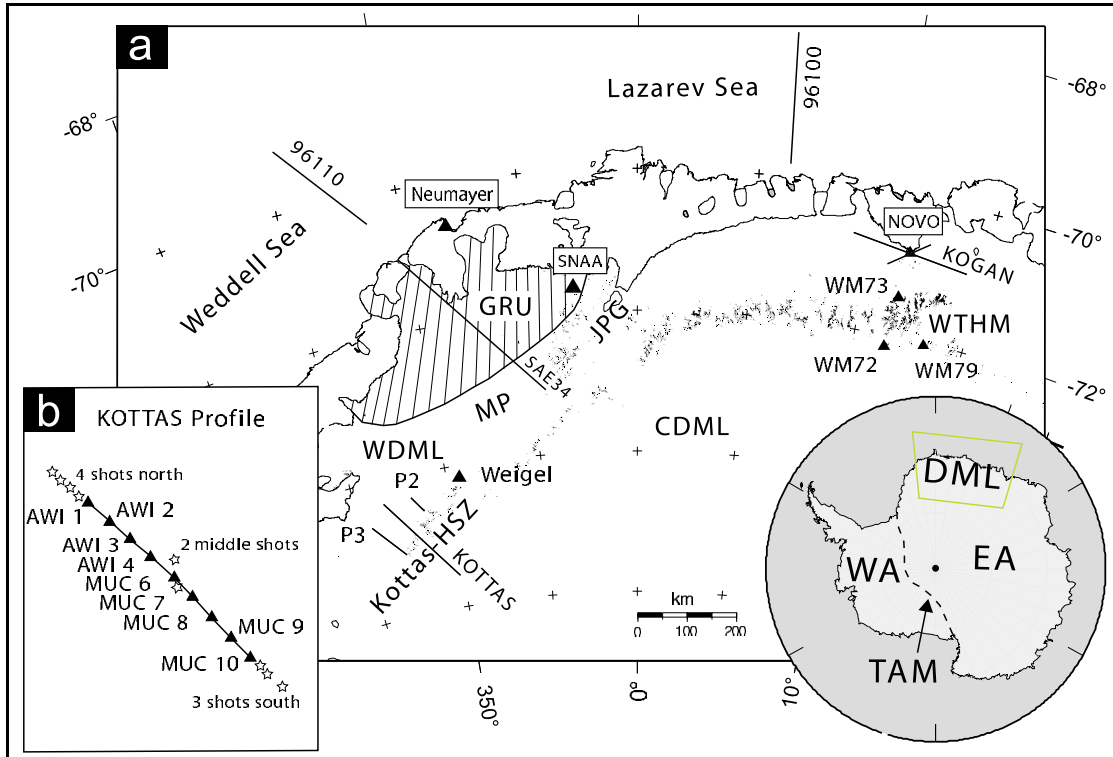 a
Lazarev Sea
96100
-68°
-68°
96110
Neumayer
NOVO
Weddell Sea
SNAA
KOGAN
-70°
-70°
GRU
JPG
WM73
WTHM
SAE34
WM72
WM79
MP
-72°
CDML
WDML
P2
Weigel
P3
Kottas-HSZ
KOTTAS
km
0 100 200
350°
0°
10°
b
KOTTAS Profile
4 shots north
AWI 1
AWI 2
AWI 3
2 middle shots
AWI 4
MUC 6
MUC 7
MUC 8
MUC 9
MUC 10
3 shots south
DML
WA
EA
TAM